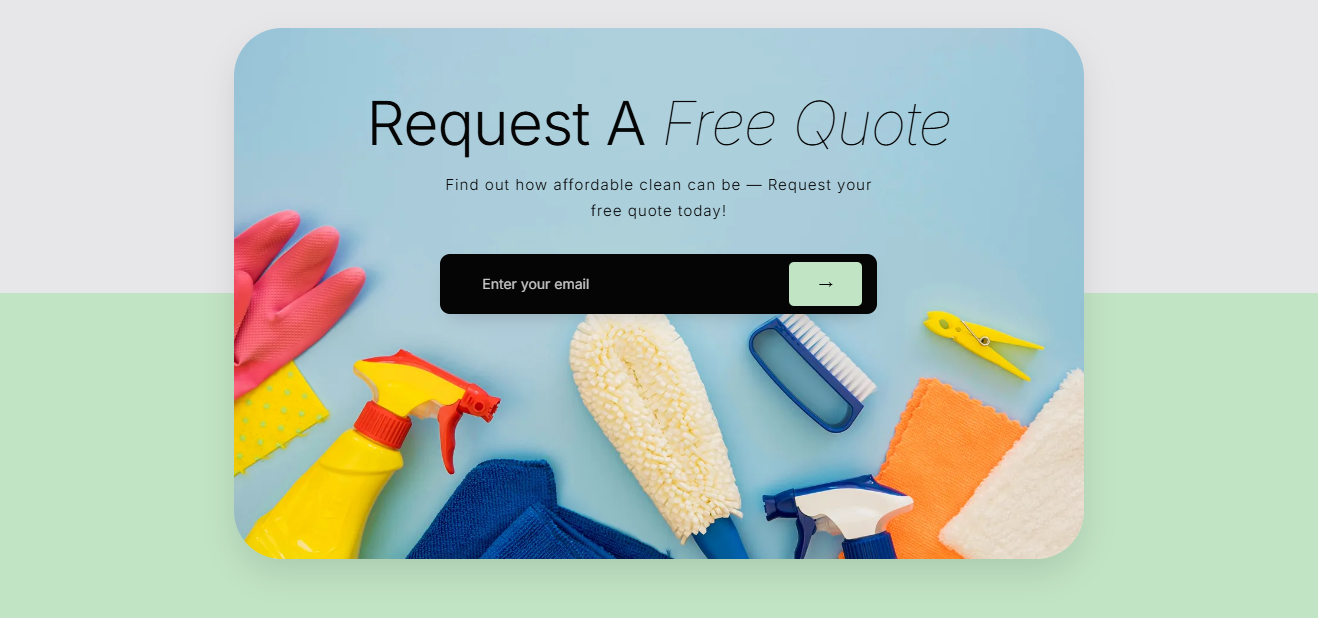 Request A Free Quote
Find out how affordable clean can be — Request your
free quote today!
Enter your email
→